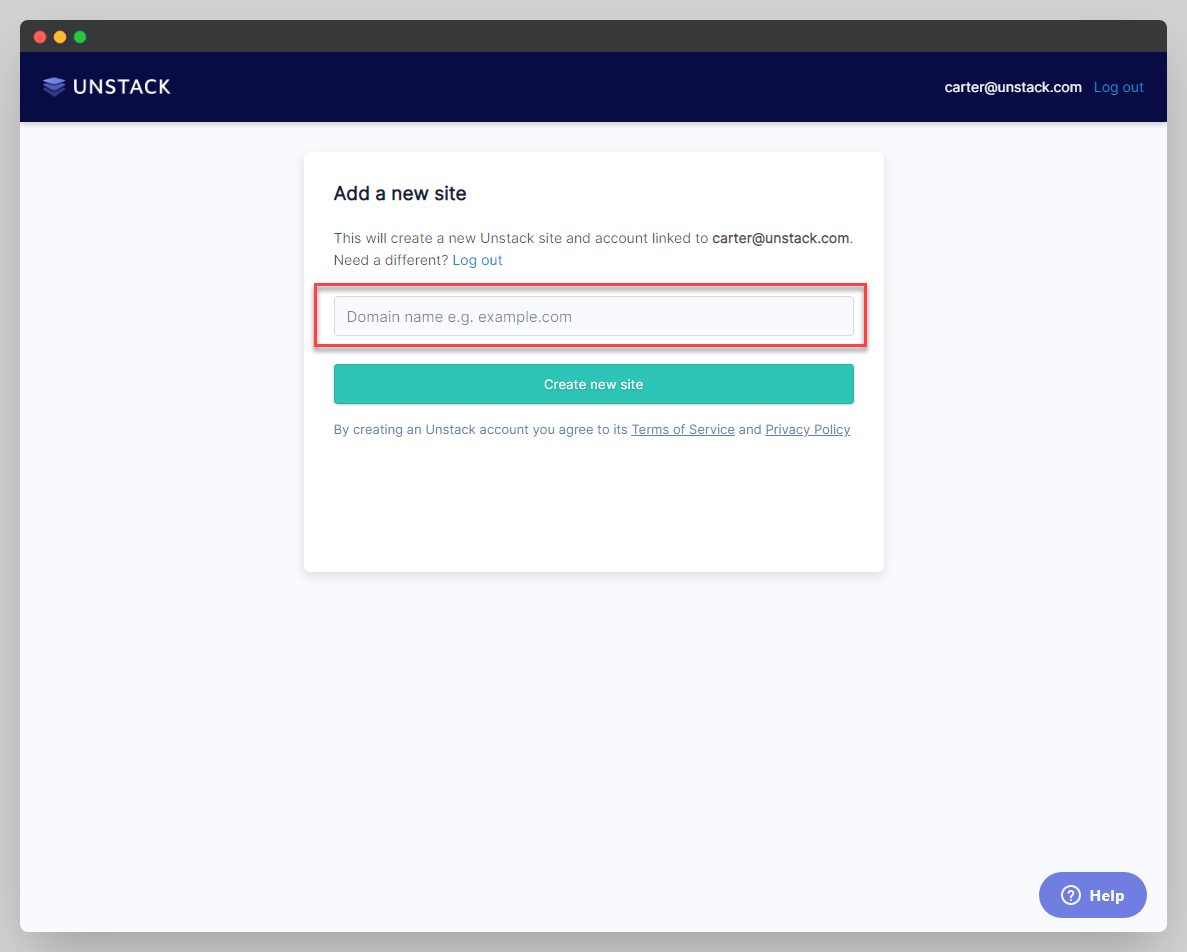 UNSTACK
carter@unstack.com Log out
Add a new site
This will create a new Unstack site and account linked to carter@unstack.com.
Need a different? Log out
Domain name e.g. example.com
Create new site
By creating an Unstack account you agree to its Terms of Service and Privacy Policy
Help